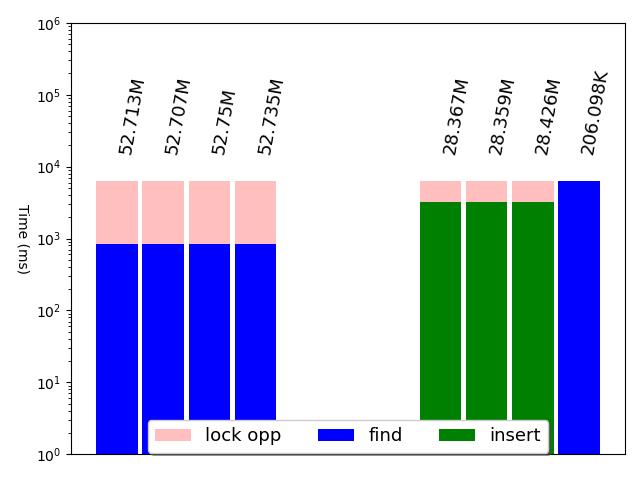 10^6
10^5
10^4
10^3
10^2
10^1
10^0
Time (ms)
52.713M
52.707M
52.75M
52.735M
28.367M
28.359M
28.426M
206.098K
lock opp find insert